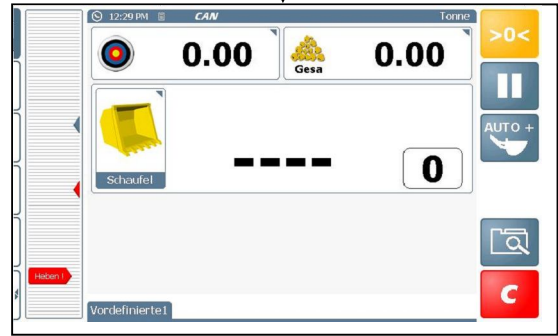 12:29 PM CAN Tonne
>0<
0.00
Gesa
0.00
AUTO +
Schaufel
----
0
Heben !
C
Vordefinierte1